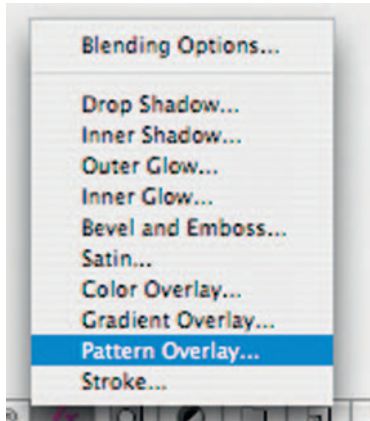 Blending Options...
Drop Shadow...
Inner Shadow...
Outer Glow...
Inner Glow...
Bevel and Emboss...
Satin...
Color Overlay...
Gradient Overlay...
Pattern Overlay...
Stroke...
fx